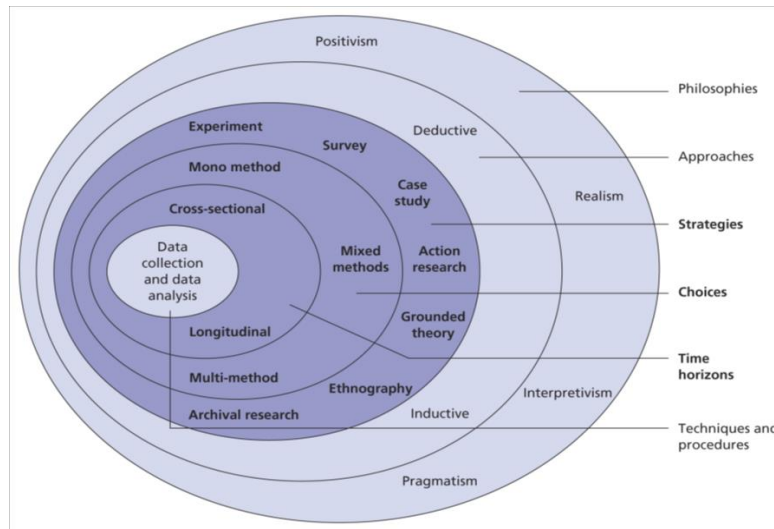 Positivism
Deductive
Realism
Experiment
Survey
Case
study
Action
research
Grounded
theory
Ethnography
Archival research
Inductive
Interpretivism
Pragmatism
Mono method
Mixed
methods
Multi-method
Cross-sectional
Longitudinal
Data
collection
and data
analysis
Philosophies
Approaches
Strategies
Choices
Time
horizons
Techniques and
procedures